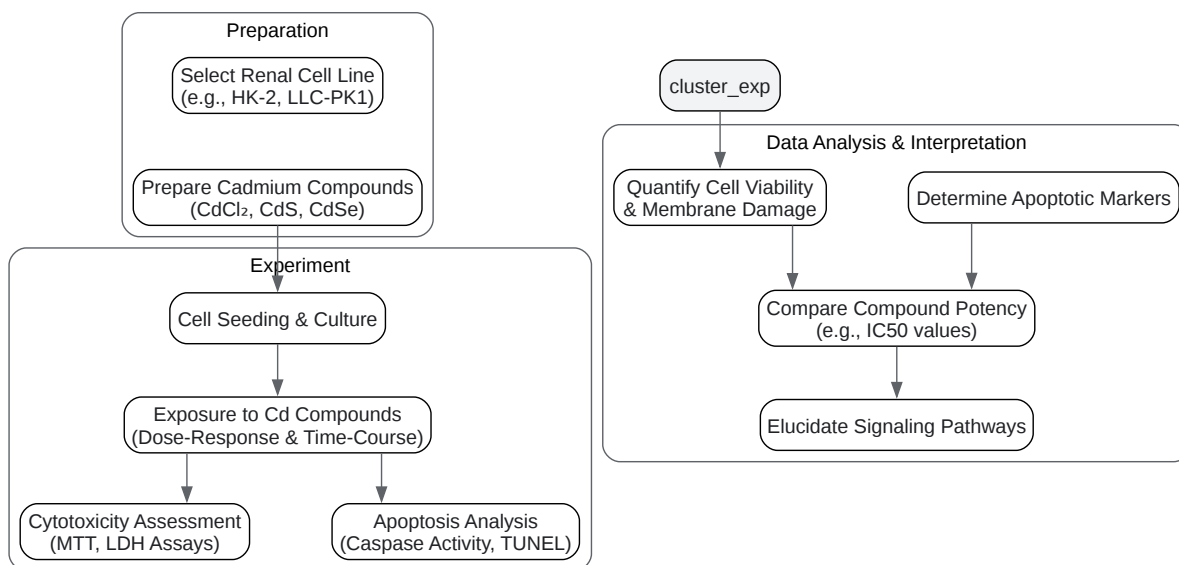 Preparation
Select Renal Cell Line
(e.g., HK-2, LLC-PK1)
Prepare Cadmium Compounds
(CdCl₂, CdS, CdSe)
Experiment
Cell Seeding & Culture
Exposure to Cd Compounds
(Dose-Response & Time-Course)
Cytotoxicity Assessment
(MTT, LDH Assays)
Apoptosis Analysis
(Caspase Activity, TUNEL)
cluster_exp
Data Analysis & Interpretation
Quantify Cell Viability
& Membrane Damage
Determine Apoptotic Markers
Compare Compound Potency
(e.g., IC50 values)
Elucidate Signaling Pathways